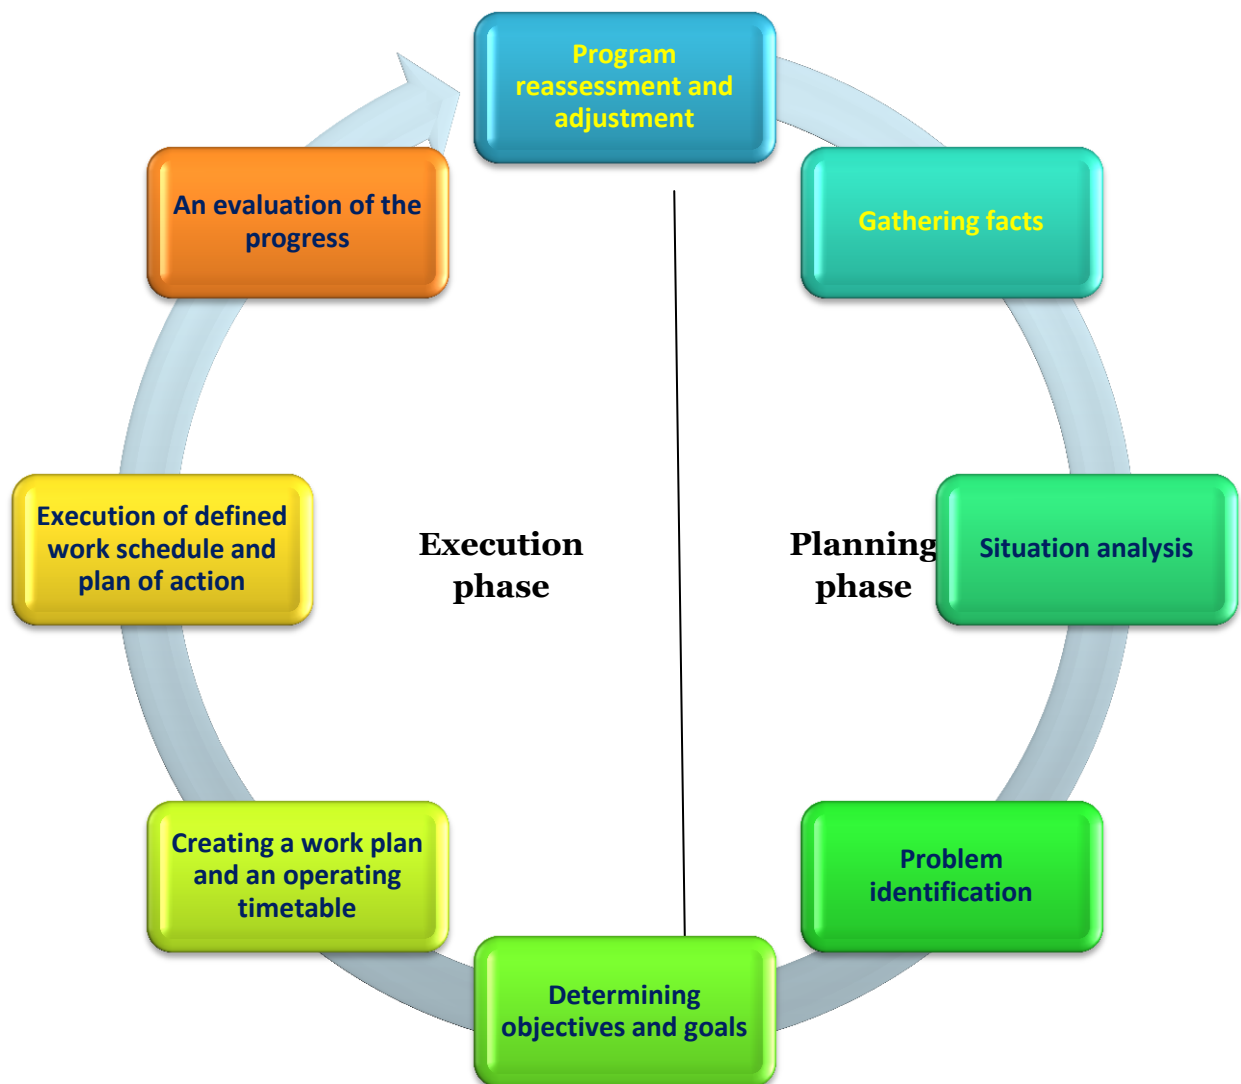 Program
reassessment and
adjustment
Gathering facts
Situation analysis
Problem
identification
Determining
objectives and goals
Creating a work plan
and an operating
timetable
Execution of defined
work schedule and
plan of action
An evaluation of the
progress
Execution
phase
Planning
phase